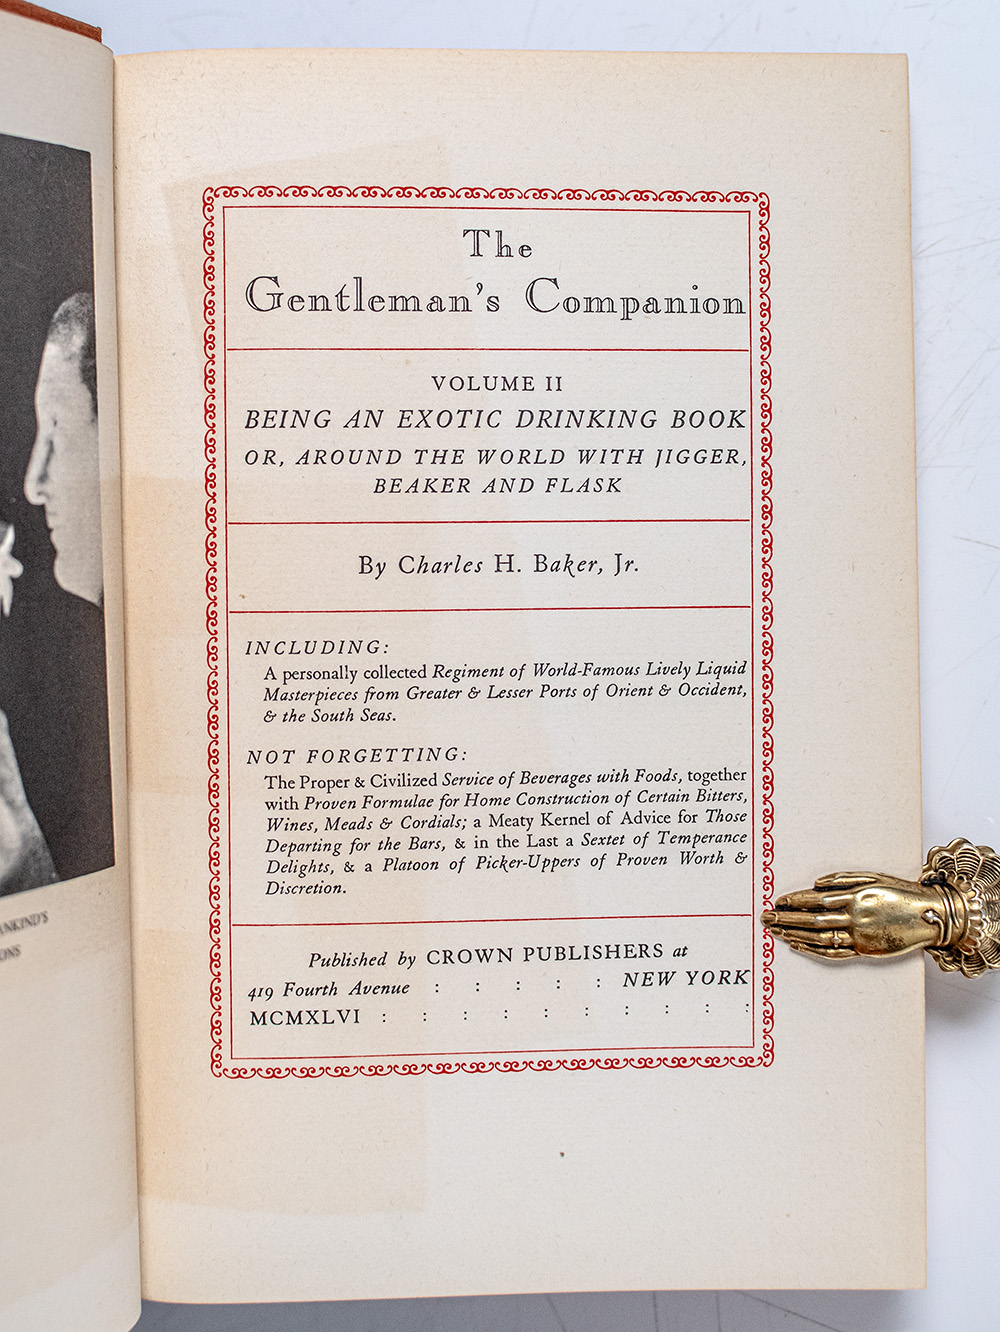 ANKIND'S
ONS
The
Gentleman's Companion
VOLUME II
BEING AN EXOTIC DRINKING BOOK
OR, AROUND THE WORLD WITH JIGGER,
BEAKER AND FLASK
By Charles H. Baker, Jr.
INCLUDING:
A personally collected Regiment of World-Famous Lively Liquid
Masterpieces from Greater & Lesser Ports of Orient & Occident,
& the South Seas.
NOT FORGETTING:
The Proper & Civilized Service of Beverages with Foods, together
with Proven Formulae for Home Construction of Certain Bitters,
Wines, Meads & Cordials; a Meaty Kernel of Advice for Those
Departing for the Bars, & in the Last a Sextet of Temperance
Delights, & a Platoon of Picker-Uppers of Proven Worth &
Discretion.
Published by CROWN PUBLISHERS at
419 Fourth Avenue : : : : : NEW YORK
MCMXLVI : : : : : : : : : :